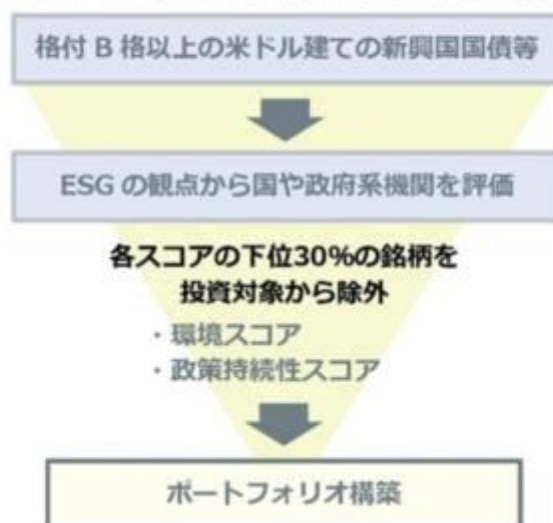 格付 B 格以上の米ドル建ての新興国国債等
ESG の観点から国や政府系機関を評価
各スコアの下位30%の銘柄を
投資対象から除外
・環境スコア
・政策持続性スコア
ポートフォリオ構築